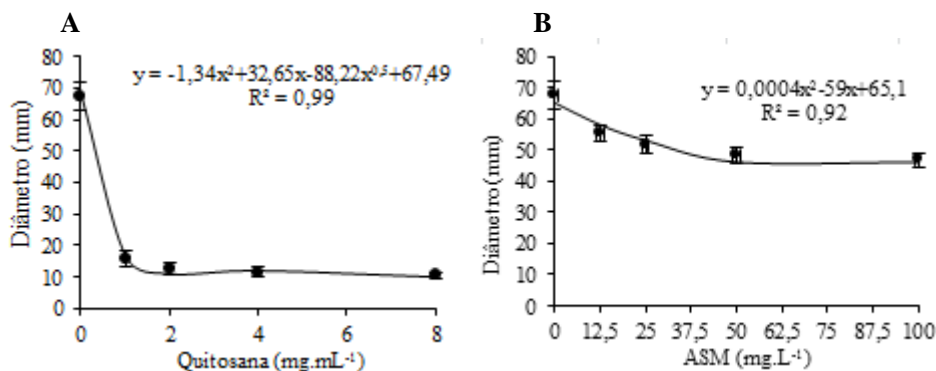 A
80
70
60
50
40
30
20
10
0
Diâmetro (mm)
y = -1,34x²+32,65x-88,22x⁰·⁵+67,49
R² = 0,99
0 2 4 6 8
Quitosana (mg.mL⁻¹)
B
80
70
60
50
40
30
20
10
0
Diâmetro (mm)
y = 0,0004x²-59x+65,1
R² = 0,92
0 12,5 25 37,5 50 62,5 75 87,5 100
ASM (mg.L⁻¹)